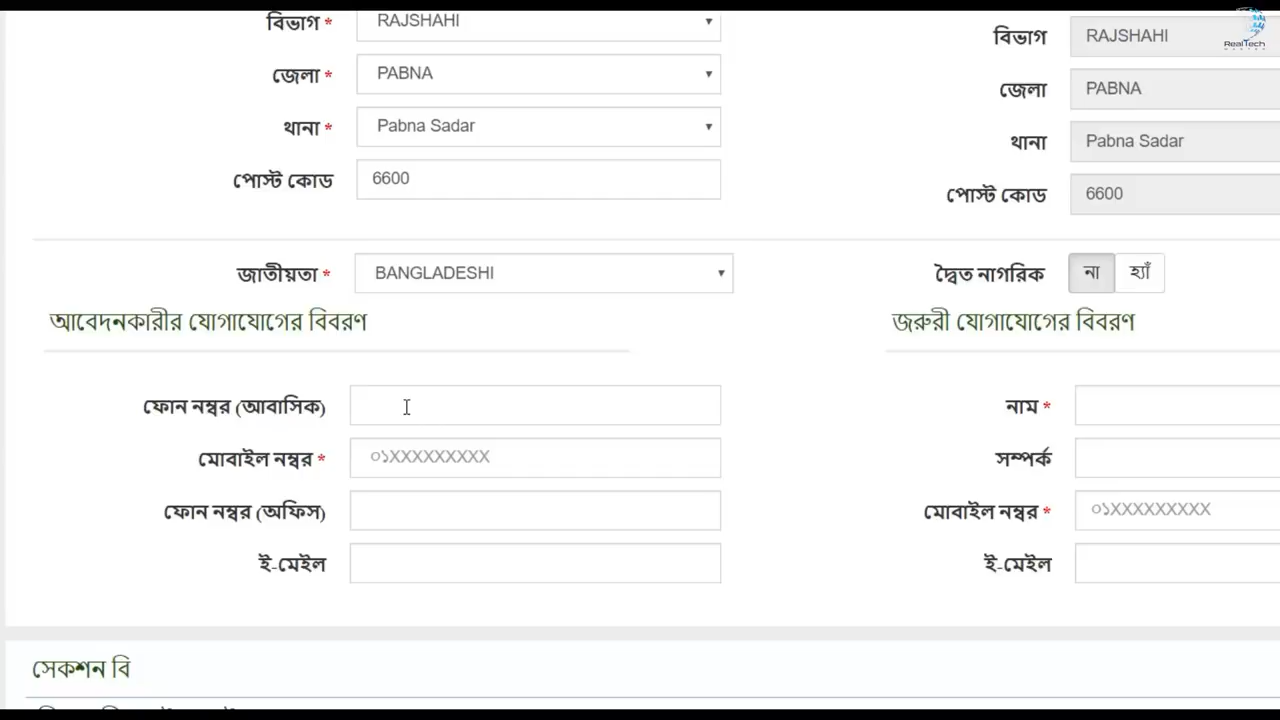 বিভাগ * RAJSHAHI
জেলা * PABNA
থানা * Pabna Sadar
পোস্ট কোড 6600
বিভাগ RAJSHAHI
জেলা PABNA
থানা Pabna Sadar
পোস্ট কোড 6600
RealTech
জাতীয়তা * BANGLADESHI
দ্বৈত নাগরিক না হ্যাঁ
আবেদনকারীর যোগাযোগের বিবরণ
ফোন নম্বর (আবাসিক)
মোবাইল নম্বর * ০১XXXXXXXXX
ফোন নম্বর (অফিস)
ই-মেইল
জরুরী যোগাযোগের বিবরণ
নাম *
সম্পর্ক
মোবাইল নম্বর * ০১XXXXXXXXX
ই-মেইল
সেকশন বি